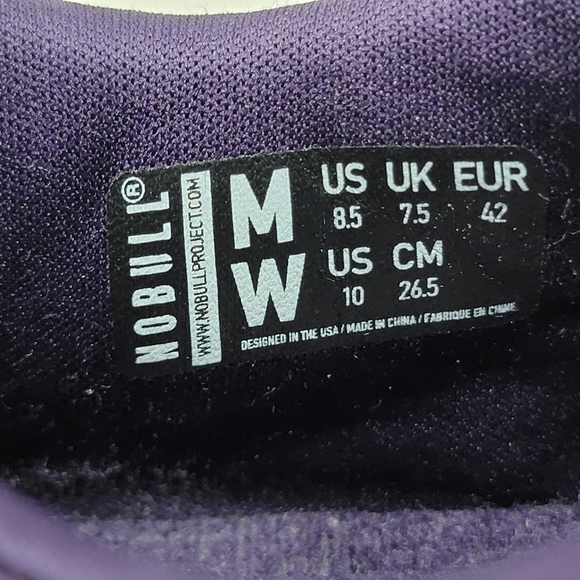 NOBULL®
WWW.NOBULLPROJECT.COM
M US UK EUR
8.5 7.5 42
W US CM
10 26.5
DESIGNED IN THE USA / MADE IN CHINA / FABRIQUE EN CHINE